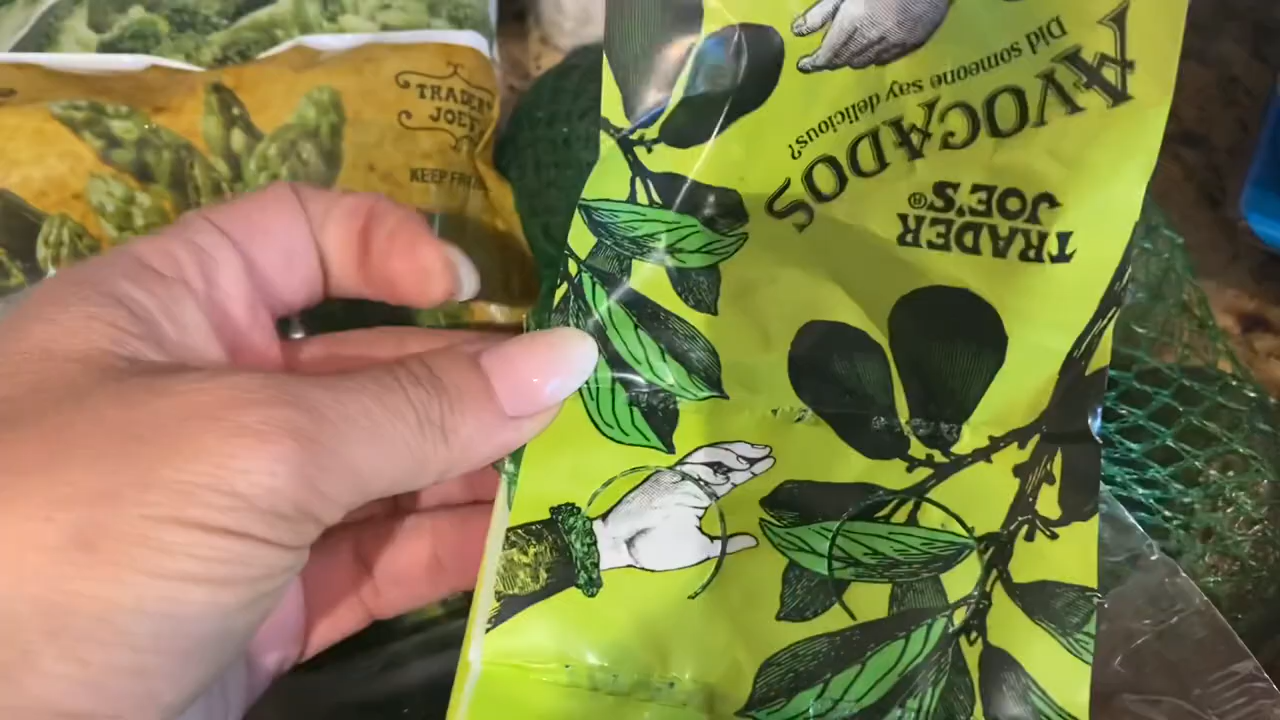 TRADER
JOE'S
KEEP FR
TRADER
JOE'S®
AVOCADOS
Did someone say delicious?